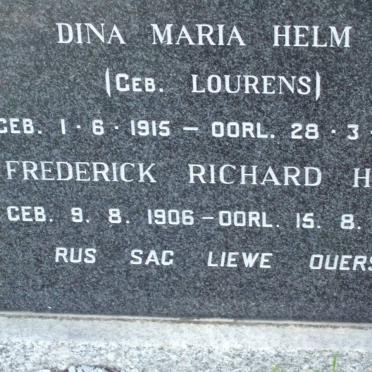 DINA MARIA HELM
(GEB. LOURENS)
GEB. 1·6·1915 — OORL. 28·3·
FREDERICK RICHARD H
GEB. 9.8.1906 — OORL. 15.8.
RUS SAG LIEWE OUERS